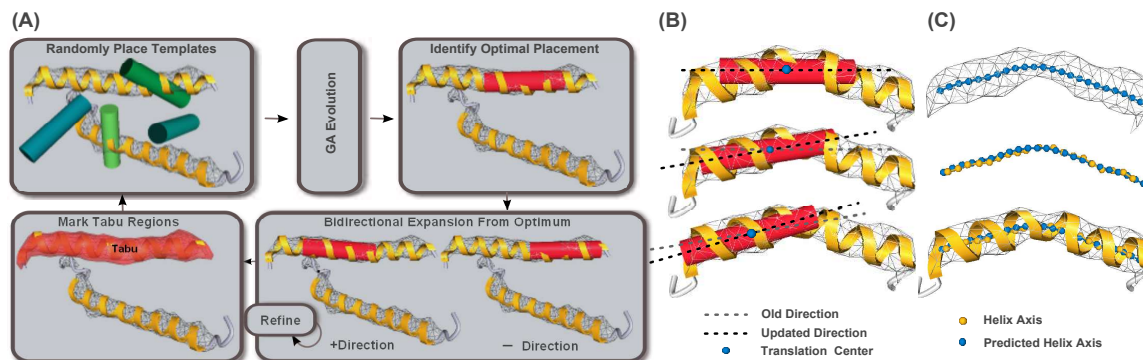 (A)
Randomly Place Templates
GA Evolution
Identify Optimal Placement
Mark Tabu Regions
Tabu
Bidirectional Expansion From Optimum
Refine
+Direction
— Direction
(B)
Old Direction
Updated Direction
Translation Center
(C)
Helix Axis
Predicted Helix Axis